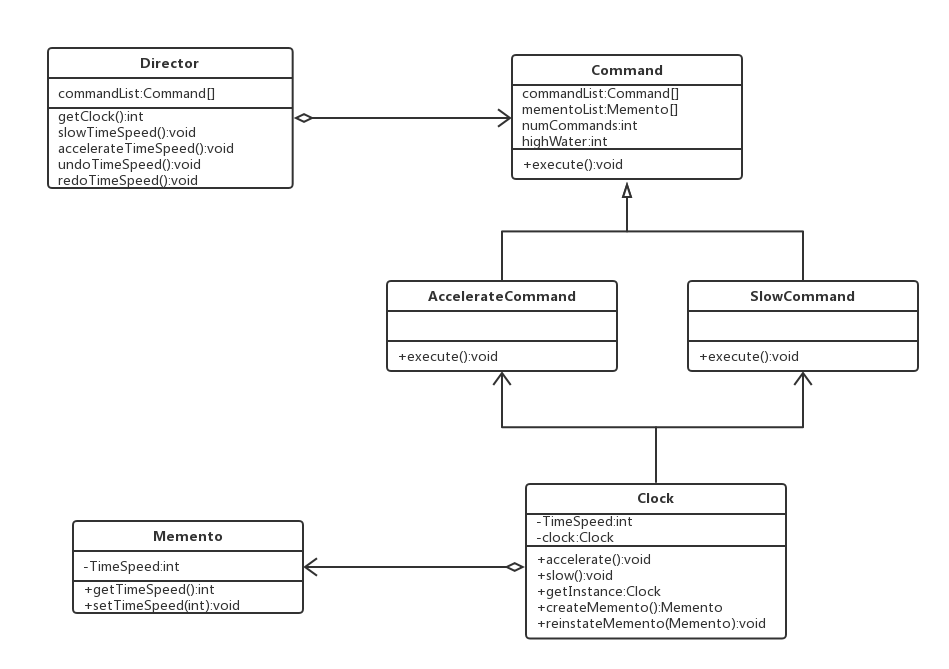 Director
commandList:Command[]
getClock():int
slowTimeSpeed():void
accelerateTimeSpeed():void
undoTimeSpeed():void
redoTimeSpeed():void
Command
commandList:Command[]
mementoList:Memento[]
numCommands:int
highWater:int
+execute():void
AccelerateCommand
+execute():void
SlowCommand
+execute():void
Clock
-TimeSpeed:int
-clock:Clock
+accelerate():void
+slow():void
+getInstance:Clock
+createMemento():Memento
+reinstateMemento(Memento):void
Memento
-TimeSpeed:int
+getTimeSpeed():int
+setTimeSpeed(int):void